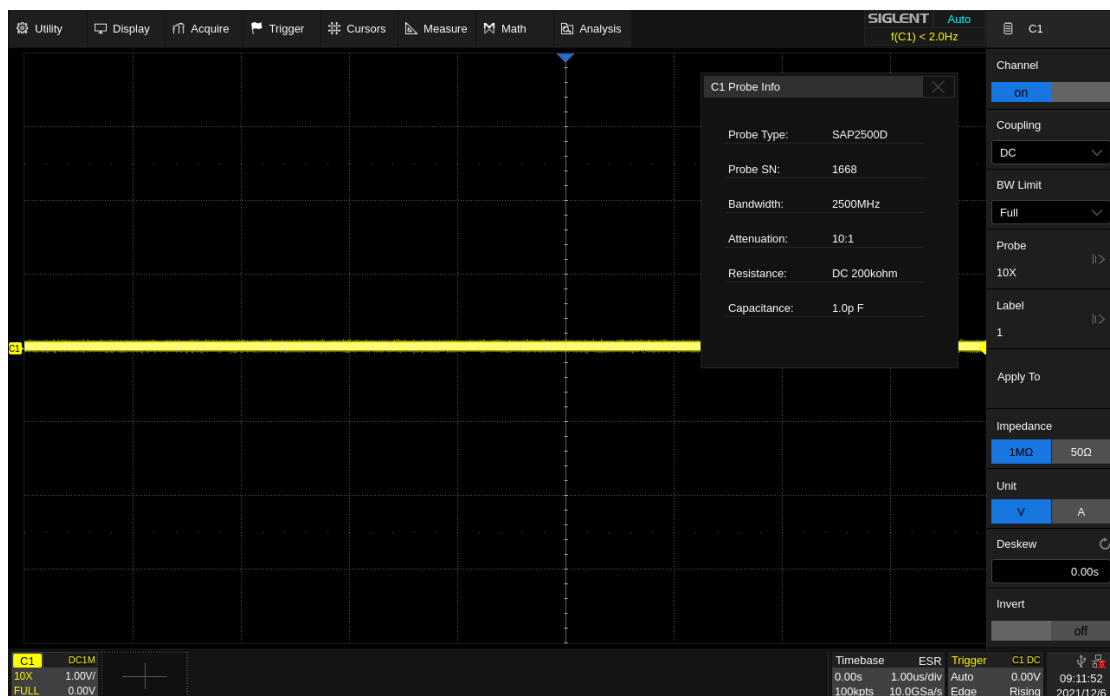 Utility Display Acquire Trigger Cursors Measure Math Analysis
SIGLENT Auto
f(C1) < 2.0Hz
C1
C1 Probe Info
Probe Type: SAP2500D
Probe SN: 1668
Bandwidth: 2500MHz
Attenuation: 10:1
Resistance: DC 200kohm
Capacitance: 1.0p F
C1
Channel
on
Coupling
DC
BW Limit
Full
Probe
10X
Label
1
Apply To
Impedance
1MΩ 50Ω
Unit
V A
Deskew
0.00s
Invert
off
C1 DC1M
10X 1.00V/
FULL 0.00V
Timebase ESR
0.00s 1.00us/div
100kpts 10.0GSa/s
Trigger C1 DC
Auto 0.00V
Edge Rising
09:11:52
2021/12/6